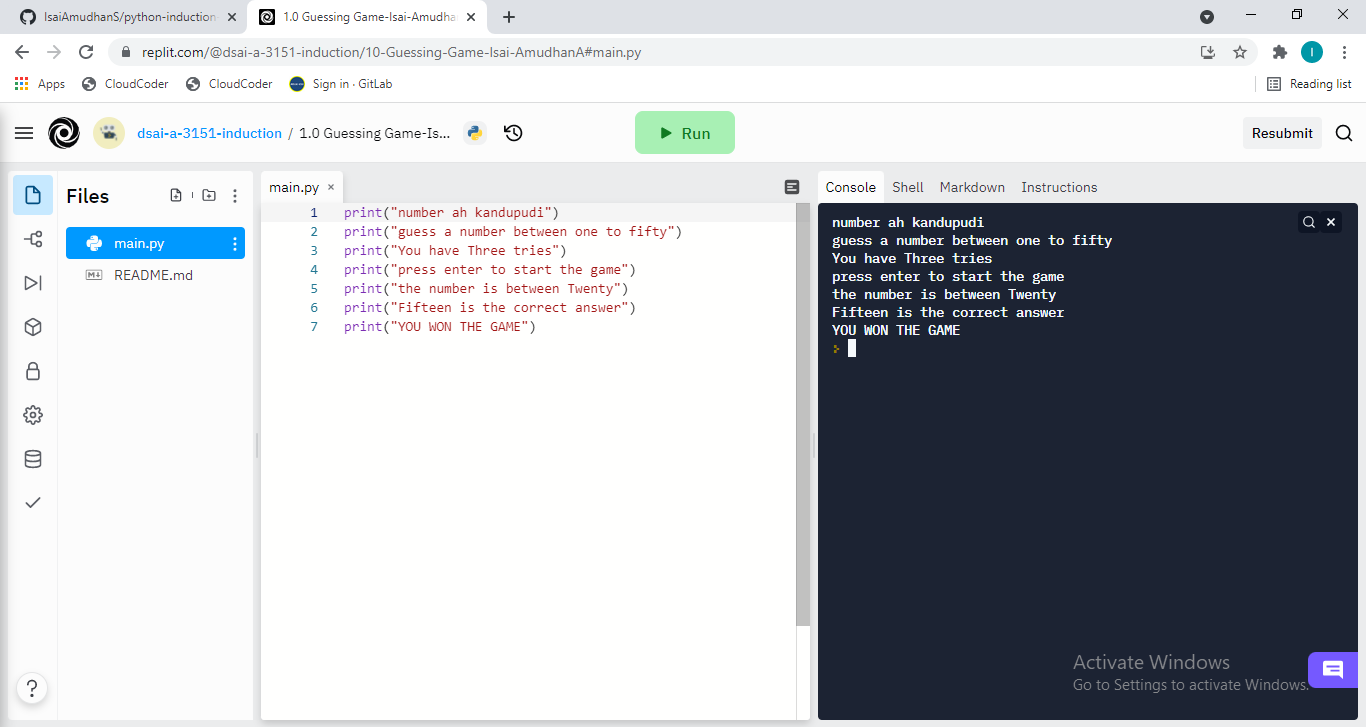 IsaiAmudhanS/python-induction
1.0 Guessing Game-Isai-Amudha
replit.com/@dsai-a-3151-induction/10-Guessing-Game-Isai-AmudhanA#main.py
I
Apps CloudCoder CloudCoder Sign in · GitLab Reading list
dsai-a-3151-induction / 1.0 Guessing Game-Is... Run Resubmit
Files
main.py
README.md
main.py ×
1 print("number ah kandupudi")
2 print("guess a number between one to fifty")
3 print("You have Three tries")
4 print("press enter to start the game")
5 print("the number is between Twenty")
6 print("Fifteen is the correct answer")
7 print("YOU WON THE GAME")
Console Shell Markdown Instructions
number ah kandupudi
guess a number between one to fifty
You have Three tries
press enter to start the game
the number is between Twenty
Fifteen is the correct answer
YOU WON THE GAME
Activate Windows
Go to Settings to activate Windows.
?